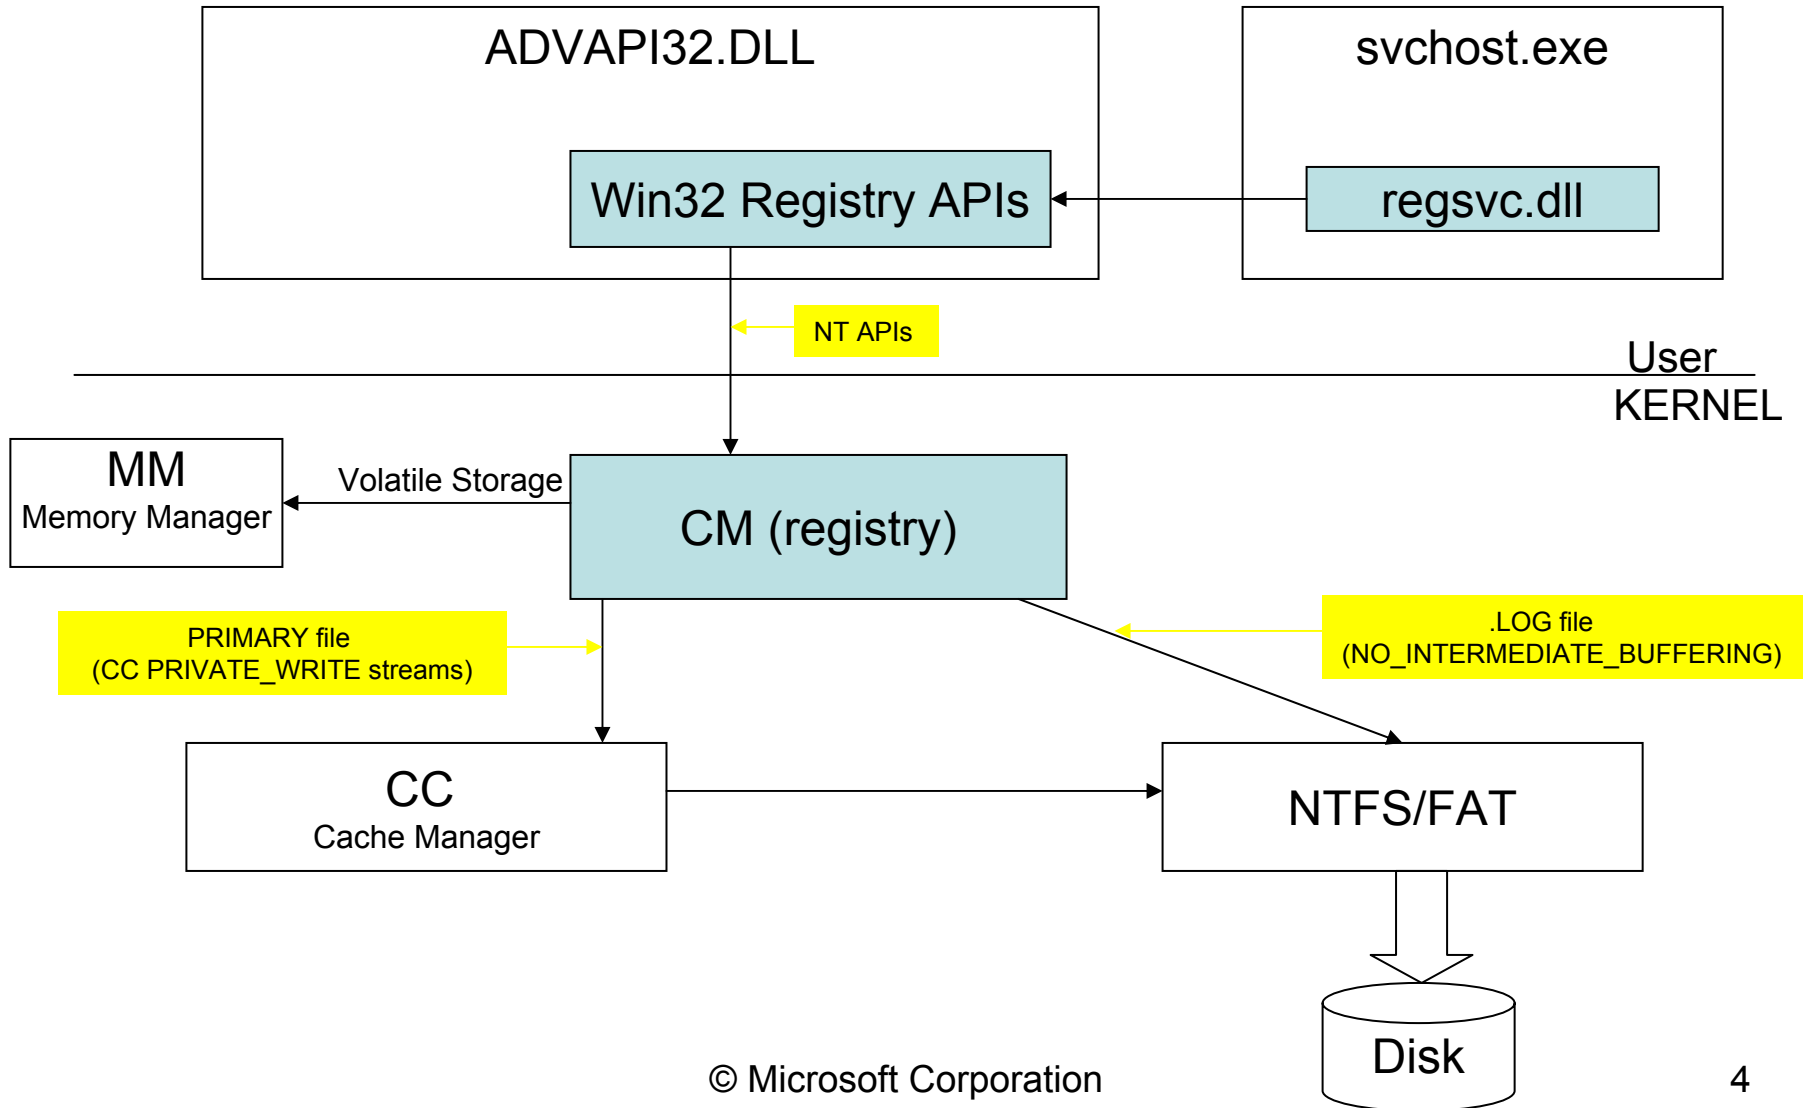 ADVAPI32.DLL
svchost.exe
Win32 Registry APIs
regsvc.dll
NT APIs
User
KERNEL
MM
Memory Manager
Volatile Storage
CM (registry)
PRIMARY file
(CC PRIVATE_WRITE streams)
.LOG file
(NO_INTERMEDIATE_BUFFERING)
CC
Cache Manager
NTFS/FAT
Disk
© Microsoft Corporation
4